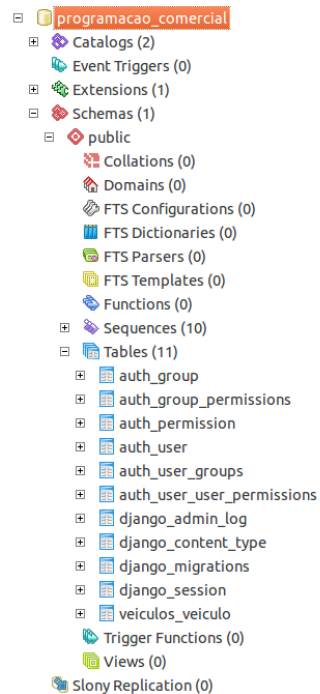 programacao_comercial
Catalogs (2)
Event Triggers (0)
Extensions (1)
Schemas (1)
public
Collations (0)
Domains (0)
FTS Configurations (0)
FTS Dictionaries (0)
FTS Parsers (0)
FTS Templates (0)
Functions (0)
Sequences (10)
Tables (11)
auth_group
auth_group_permissions
auth_permission
auth_user
auth_user_groups
auth_user_user_permissions
django_admin_log
django_content_type
django_migrations
django_session
veiculos_veiculo
Trigger Functions (0)
Views (0)
Slony Replication (0)